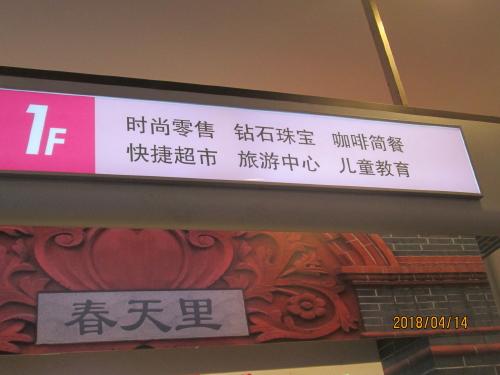 1F
时尚零售 钻石珠宝 咖啡简餐
快捷超市 旅游中心 儿童教育
春天里
2018/04/14